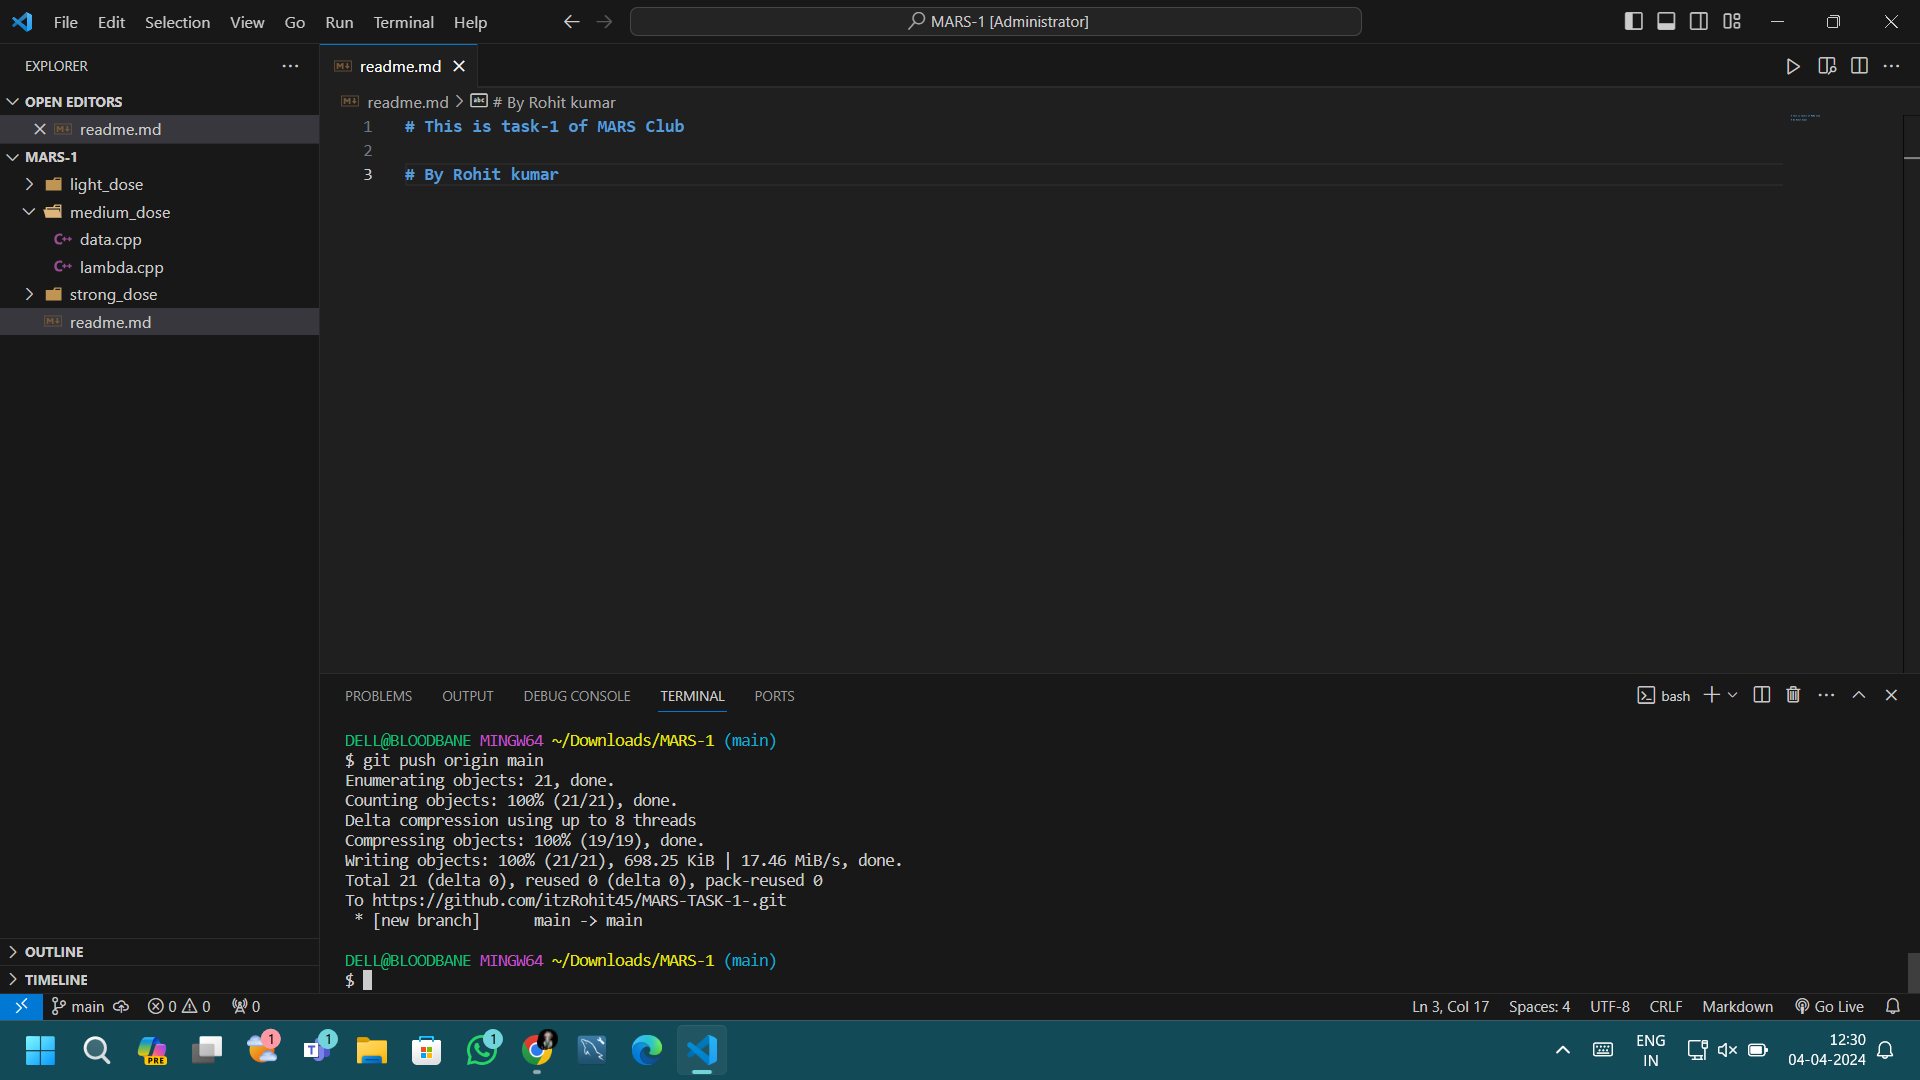 File Edit Selection View Go Run Terminal Help MARS-1 [Administrator]
EXPLORER
OPEN EDITORS
readme.md
MARS-1
light_dose
medium_dose
data.cpp
lambda.cpp
strong_dose
readme.md
OUTLINE
TIMELINE
readme.md
readme.md > # By Rohit kumar
1 # This is task-1 of MARS Club
2
3 # By Rohit kumar
PROBLEMS OUTPUT DEBUG CONSOLE TERMINAL PORTS bash
DELL@BLOODBANE MINGW64 ~/Downloads/MARS-1 (main)
$ git push origin main
Enumerating objects: 21, done.
Counting objects: 100% (21/21), done.
Delta compression using up to 8 threads
Compressing objects: 100% (19/19), done.
Writing objects: 100% (21/21), 698.25 KiB | 17.46 MiB/s, done.
Total 21 (delta 0), reused 0 (delta 0), pack-reused 0
To https://github.com/itzRohit45/MARS-TASK-1-.git
 * [new branch]      main -> main
DELL@BLOODBANE MINGW64 ~/Downloads/MARS-1 (main)
$
main 0 0 0 Ln 3, Col 17 Spaces: 4 UTF-8 CRLF Markdown Go Live
PRE 1 1 1 ENG 12:30
IN 04-04-2024